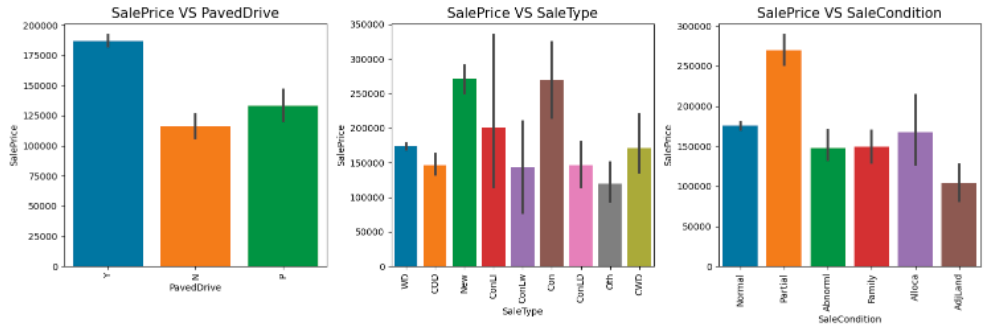 SalePrice VS PavedDrive
SalePrice
200000
175000
150000
125000
100000
75000
50000
25000
0
Y
N
P
PavedDrive
SalePrice VS SaleType
SalePrice
350000
300000
250000
200000
150000
100000
50000
0
WD
COD
New
ConLI
ConLw
Con
ConLD
Oth
CWD
SaleType
SalePrice VS SaleCondition
SalePrice
300000
250000
200000
150000
100000
50000
0
Normal
Partial
Abnorml
Family
Alloca
AdjLand
SaleCondition